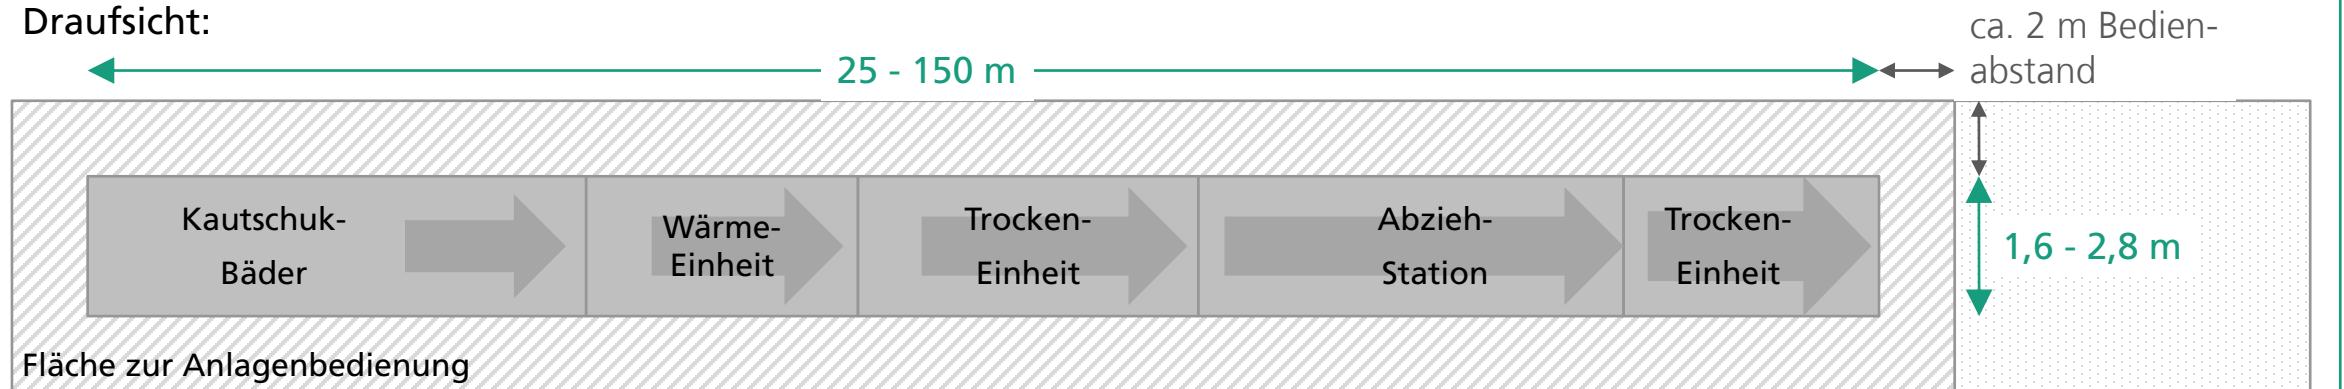 Draufsicht:
25 - 150 m
ca. 2 m Bedien-
abstand
Kautschuk-
Bäder
Wärme-
Einheit
Trocken-
Einheit
Abzieh-
Station
Trocken-
Einheit
1,6 - 2,8 m
Fläche zur Anlagenbedienung